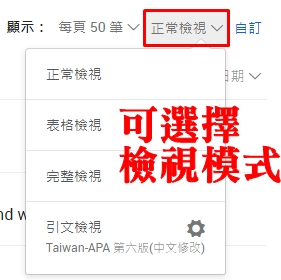 顯示： 每頁 50 筆 正常檢視 自訂
正常檢視
日期
表格檢視
可選擇
檢視模式
完整檢視
nd w
引文檢視
Taiwan-APA 第六版(中文修改)